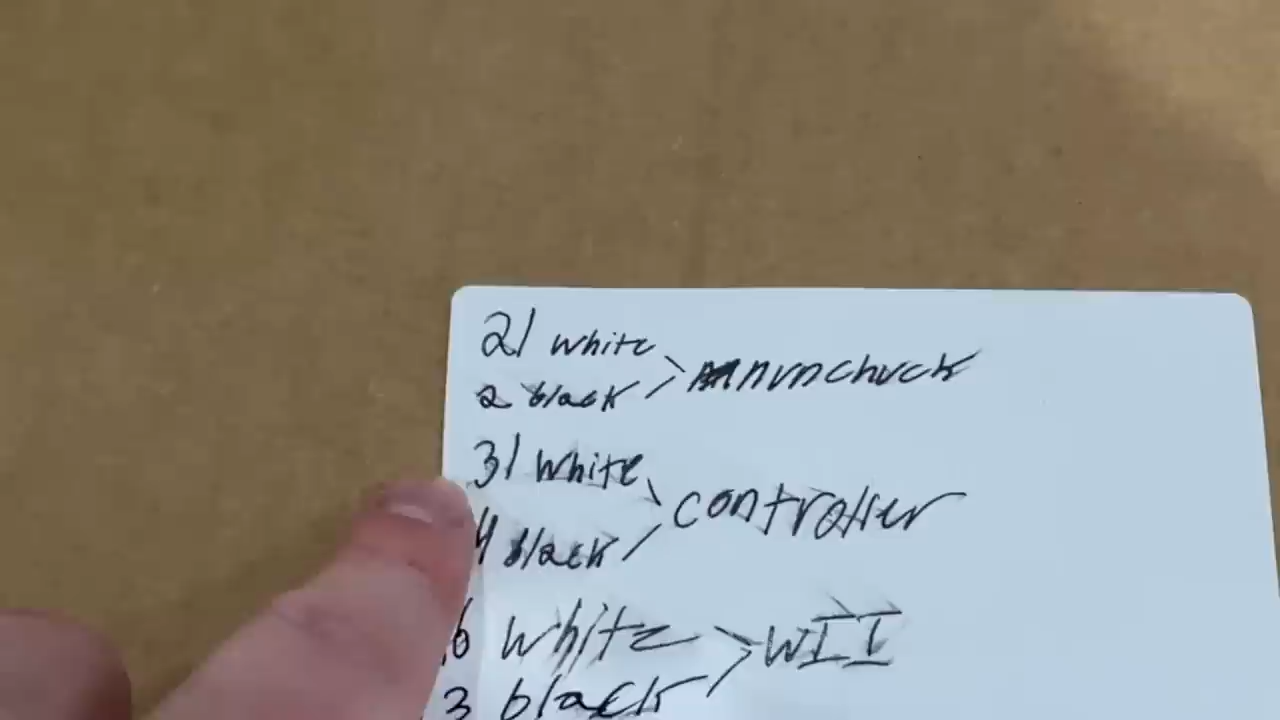 21 white
2 black > nunchuck
31 white
4 black > controller
6 white
3 black > WII